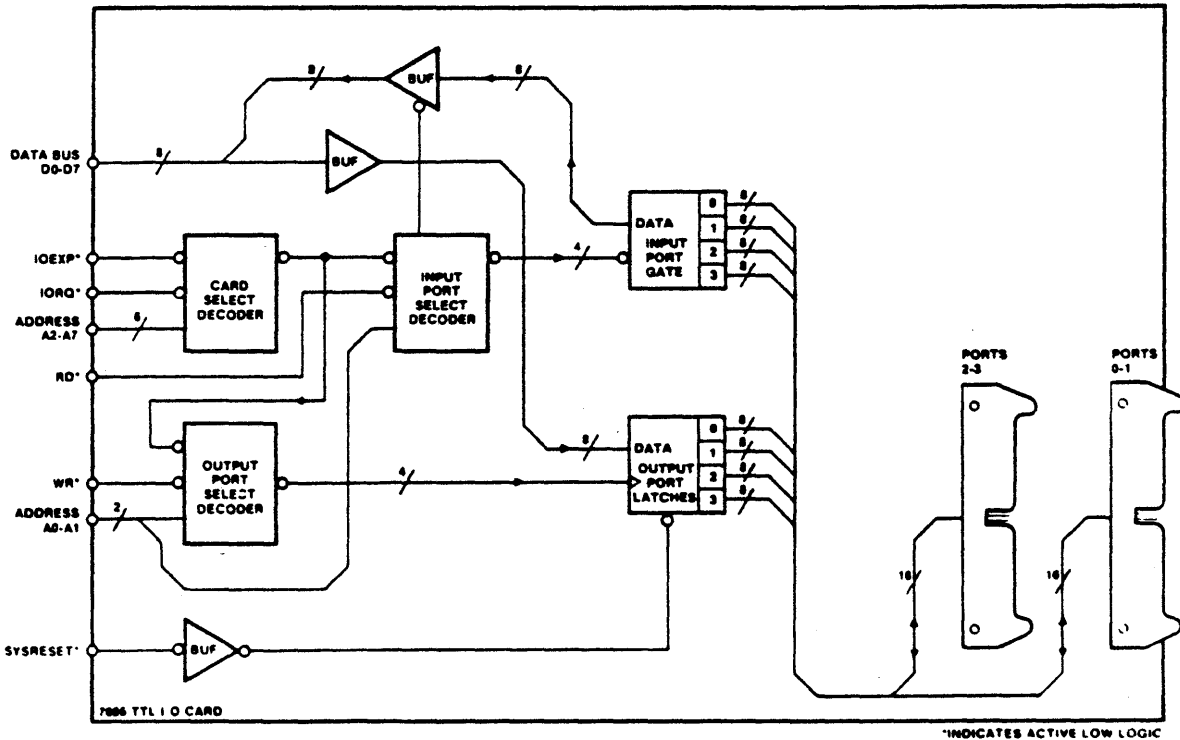 8
BUF
8
DATA BUS
D0-D7
8
BUF
IOEXP*
IORQ*
ADDRESS
A2-A7
6
CARD
SELECT
DECODER
INPUT
PORT
SELECT
DECODER
4
DATA
INPUT
PORT
GATE
0
1
2
3
8
8
8
8
RD*
WR*
ADDRESS
A0-A1
2
OUTPUT
PORT
SELECT
DECODER
4
8
DATA
OUTPUT
PORT
LATCHES
0
1
2
3
8
8
8
8
PORTS
2-3
PORTS
0-1
16
16
SYSRESET*
BUF
TTL I O CARD
*INDICATES ACTIVE LOW LOGIC